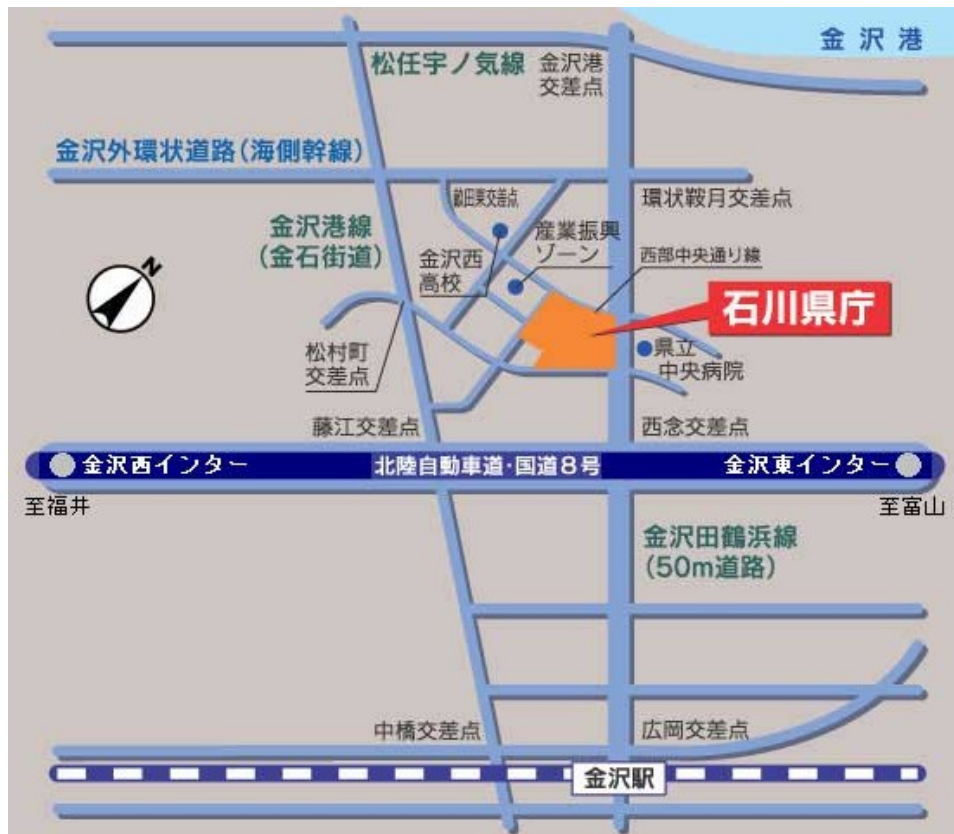 金沢港
松任宇ノ気線
金沢港
交差点
金沢外環状道路(海側幹線)
環状鞍月交差点
金沢港線
(金石街道)
金沢西
高校
産業振興
ゾーン
西部中央通り線
N
石川県庁
松村町
交差点
県立
中央病院
藤江交差点
西念交差点
金沢西インター
北陸自動車道・国道8号
金沢東インター
至福井
至富山
金沢田鶴浜線
(50m道路)
中橋交差点
広岡交差点
金沢駅